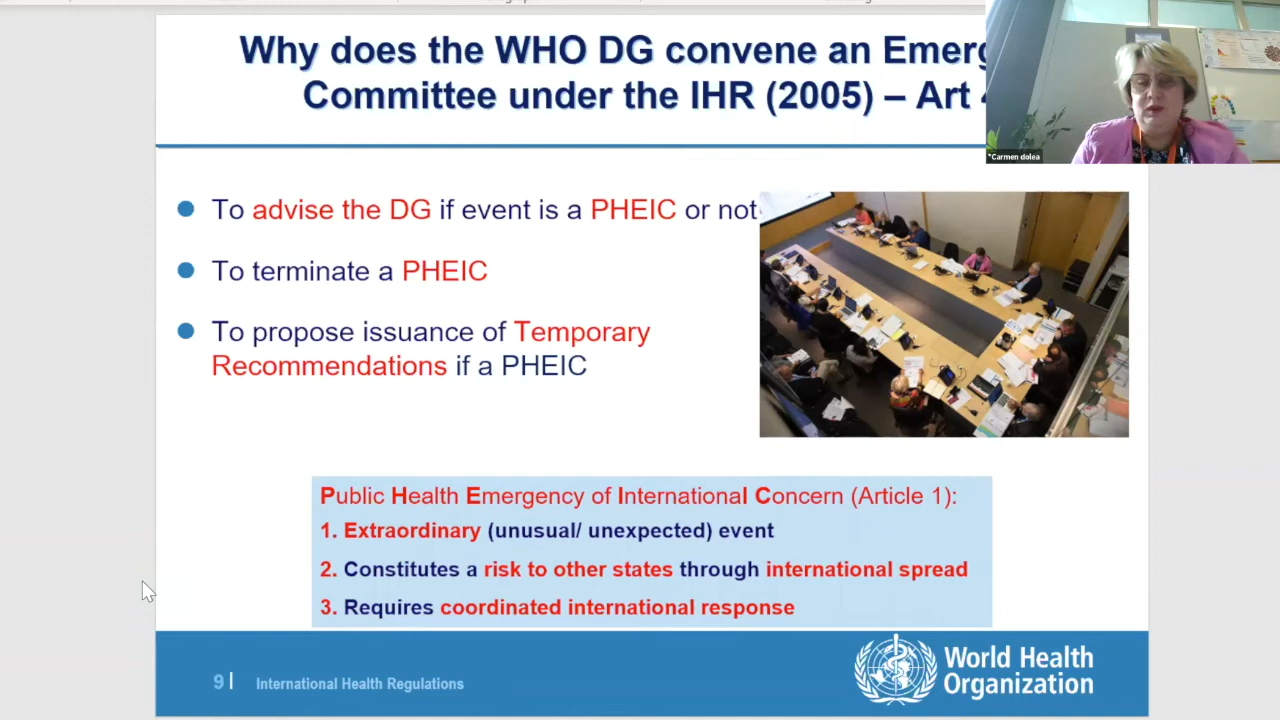 Why does the WHO DG convene an Emerg
Committee under the IHR (2005) – Art
*Carmen dolea
To advise the DG if event is a PHEIC or not
To terminate a PHEIC
To propose issuance of Temporary
Recommendations if a PHEIC
Public Health Emergency of International Concern (Article 1):
1. Extraordinary (unusual/ unexpected) event
2. Constitutes a risk to other states through international spread
3. Requires coordinated international response
9 | International Health Regulations
World Health
Organization